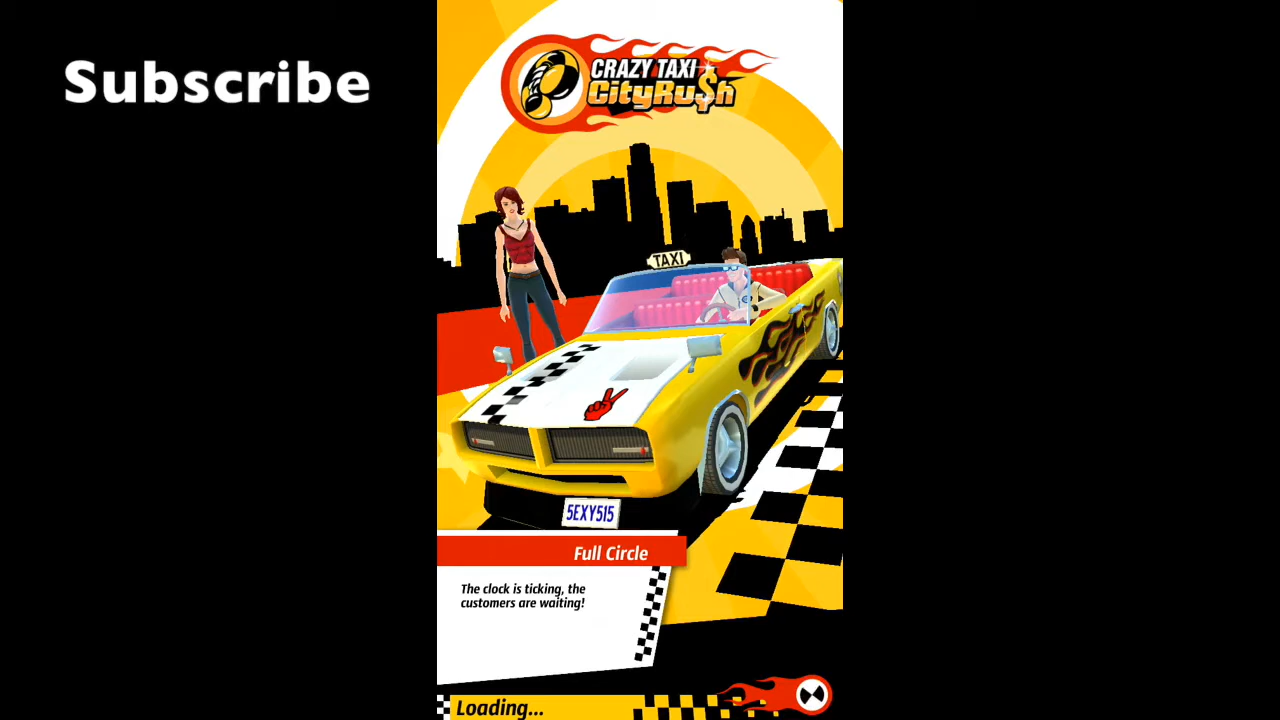 Subscribe
CRAZY TAXI
CityRu$h
TAXI
5EXY515
Full Circle
The clock is ticking, the
customers are waiting!
Loading...